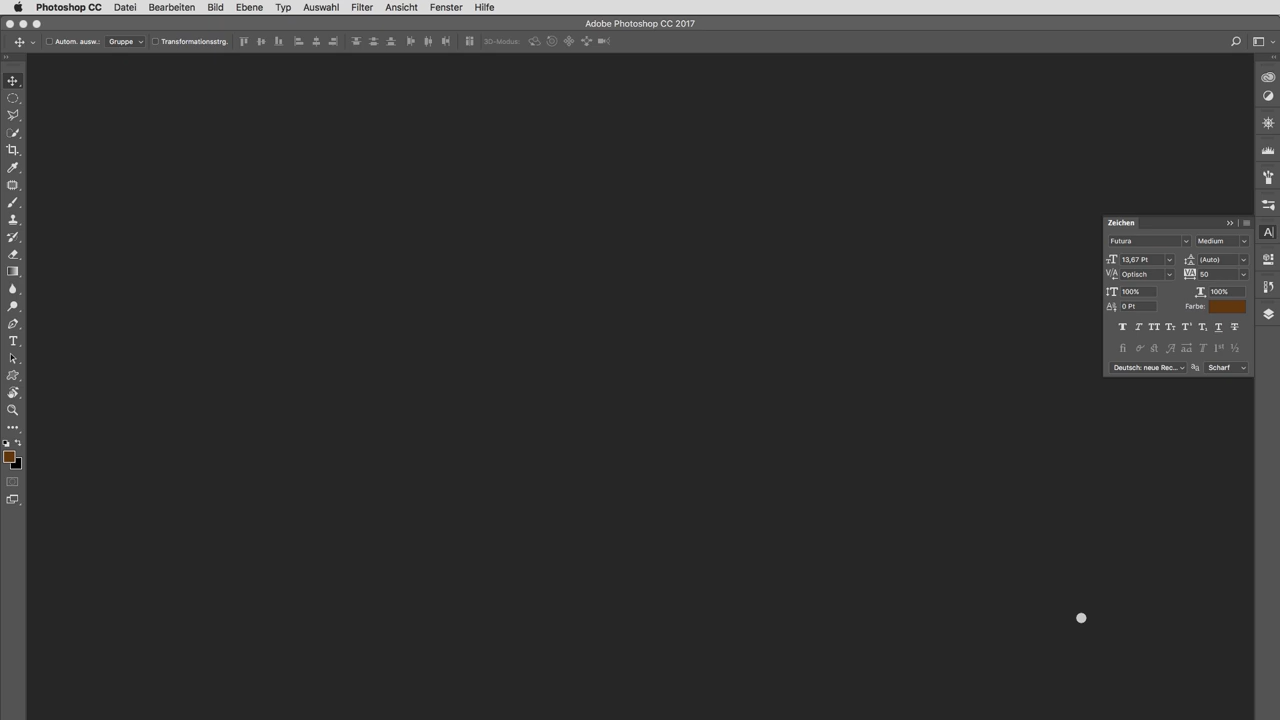 Photoshop CC Datei Bearbeiten Bild Ebene Typ Auswahl Filter Ansicht Fenster Hilfe
Adobe Photoshop CC 2017
Autom. ausw.: Gruppe Transformationsstrg. 3D-Modus:
Zeichen
Futura Medium
13,67 Pt (Auto)
Optisch 50
100% 100%
0 Pt Farbe:
Deutsch: neue Rec... Scharf